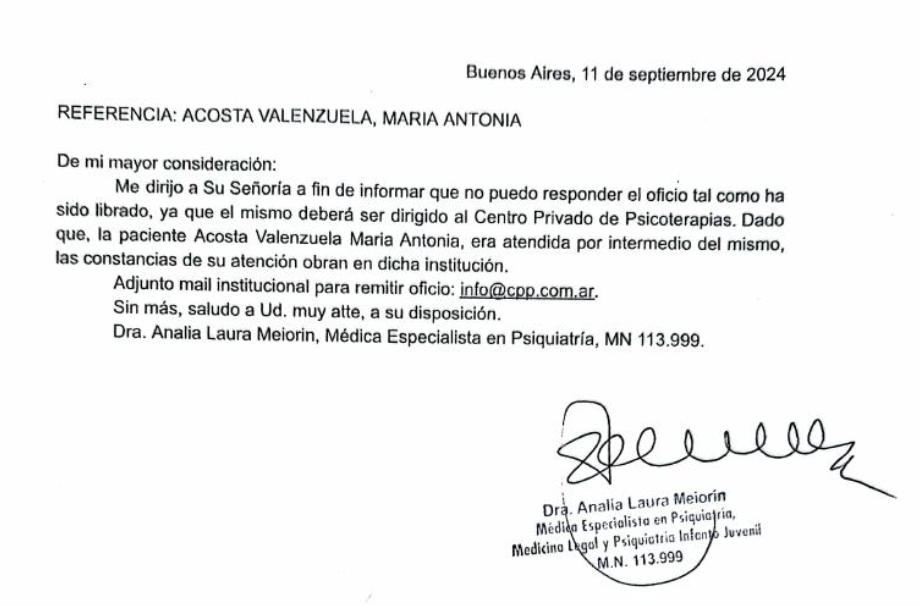 Buenos Aires, 11 de septiembre de 2024
REFERENCIA: ACOSTA VALENZUELA, MARIA ANTONIA
De mi mayor consideración:
Me dirijo a Su Señoría a fin de informar que no puedo responder el oficio tal como ha
sido librado, ya que el mismo deberá ser dirigido al Centro Privado de Psicoterapias. Dado
que, la paciente Acosta Valenzuela Maria Antonia, era atendida por intermedio del mismo,
las constancias de su atención obran en dicha institución.
Adjunto mail institucional para remitir oficio: info@cpp.com.ar.
Sin más, saludo a Ud. muy atte, a su disposición.
Dra. Analia Laura Meiorin, Médica Especialista en Psiquiatría, MN 113.999.
Dra. Analía Laura Meiorin
Médica Especialista en Psiquiatría,
Medicina Legal y Psiquiatría Infanto Juvenil
M.N. 113.999